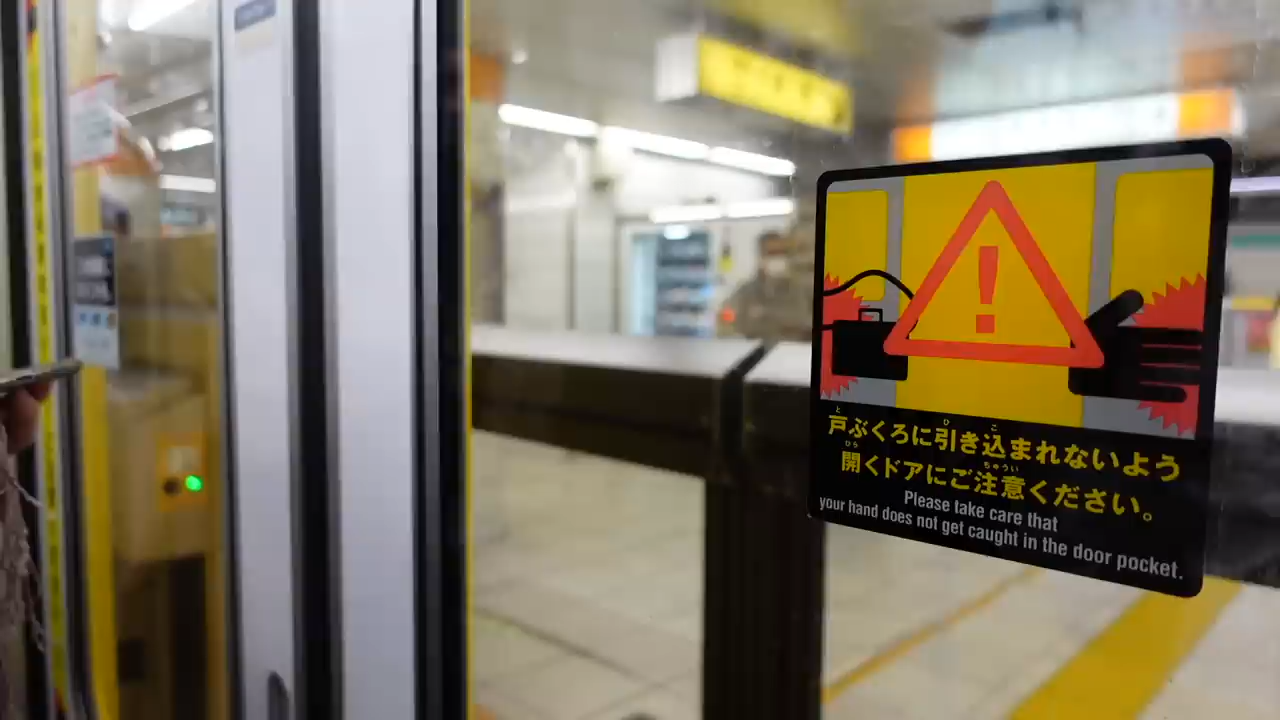 戸ぶくろに引き込まれないよう
開くドアにご注意ください。
Please take care that
your hand does not get caught in the door pocket.